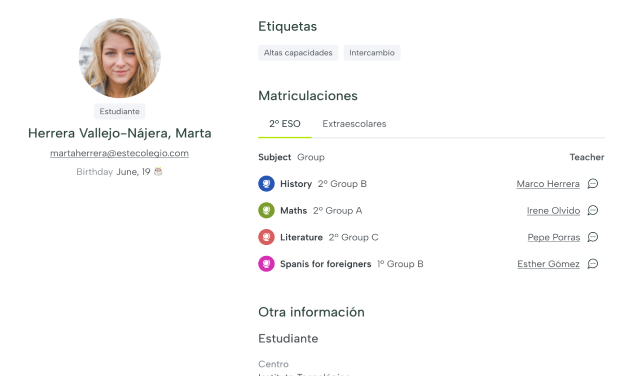 Estudiante
Herrera Vallejo-Nájera, Marta
martaherrera@estecolegio.com
Birthday June, 19
Etiquetas
Altas capacidades Intercambio
Matriculaciones
2º ESO Extraescolares
Subject Group Teacher
History 2º Group B Marco Herrera
Maths 2º Group A Irene Olvido
Literature 2º Group C Pepe Porras
Spanis for foreigners 1º Group B Esther Gómez
Otra información
Estudiante
Centro